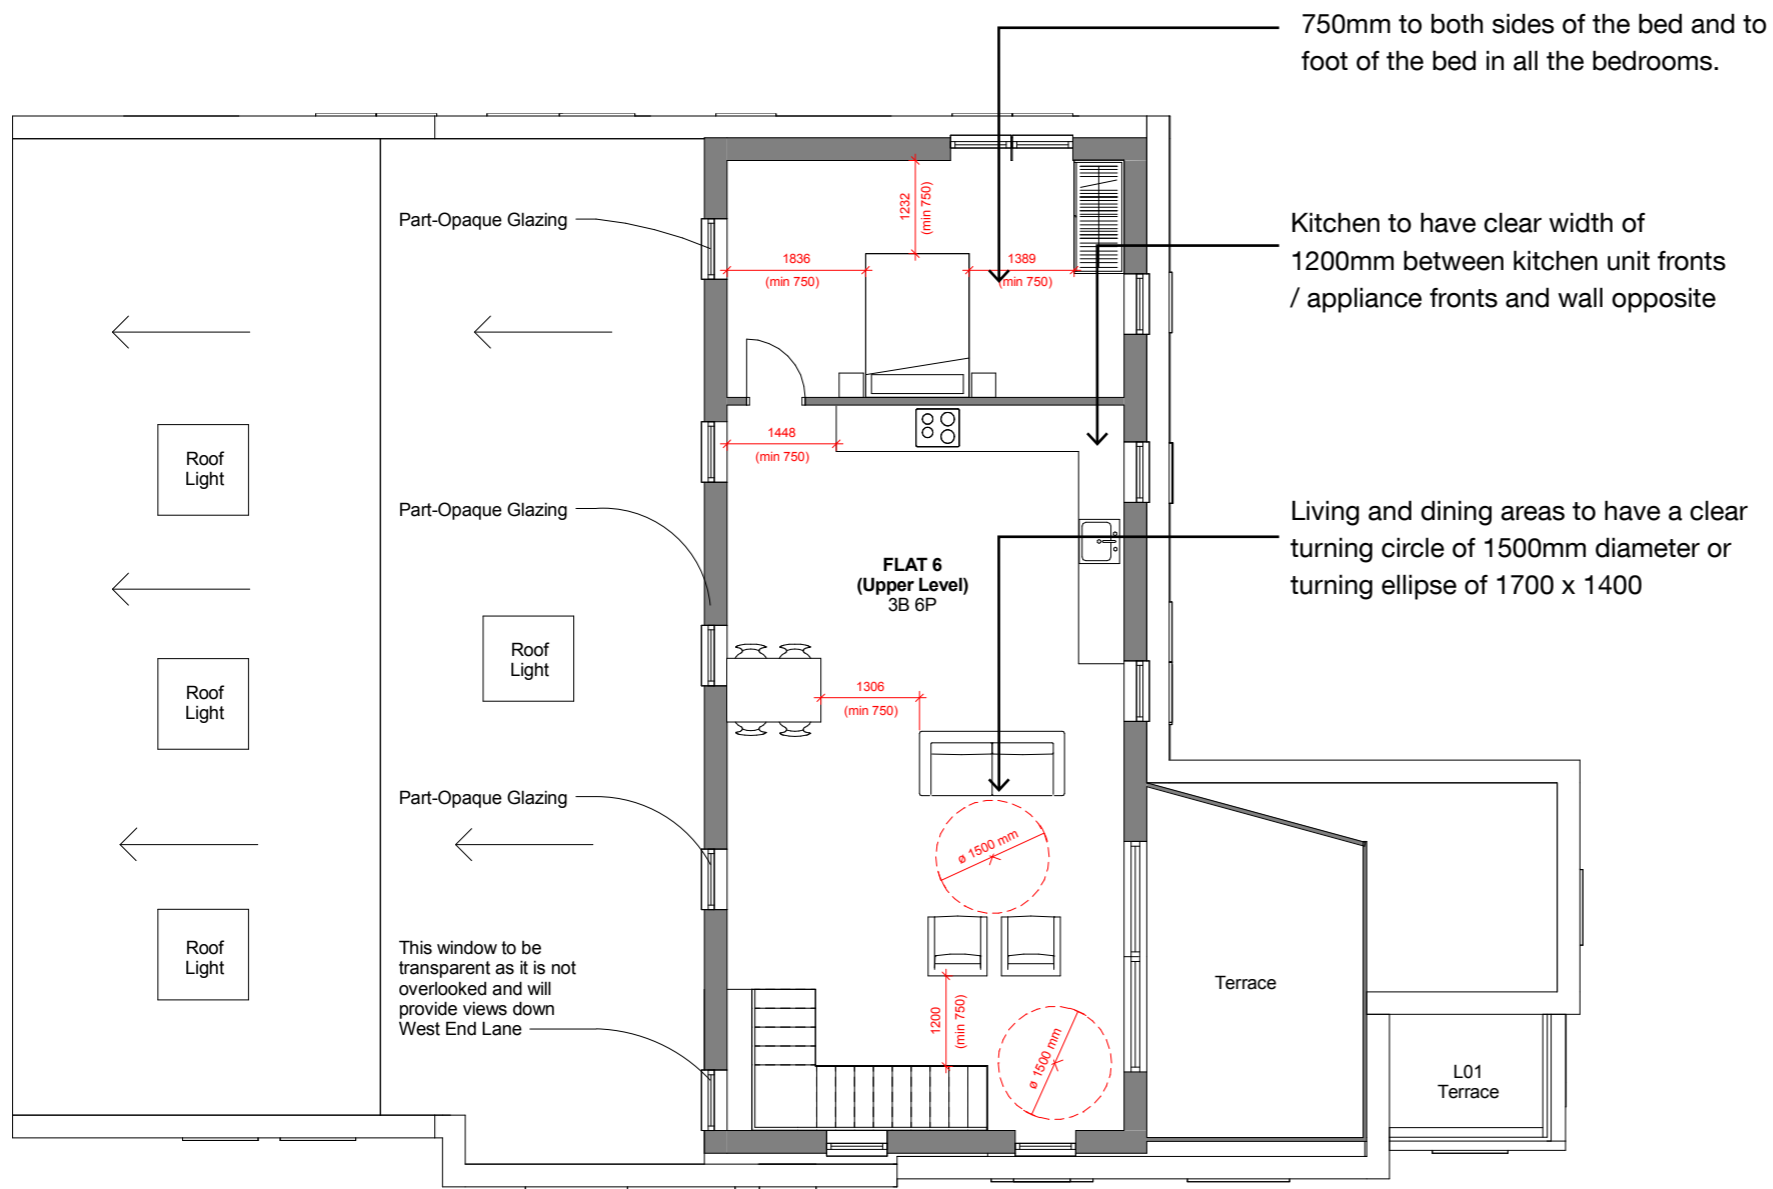 750mm to both sides of the bed and to
foot of the bed in all the bedrooms.
Kitchen to have clear width of
1200mm between kitchen unit fronts
/ appliance fronts and wall opposite
Living and dining areas to have a clear
turning circle of 1500mm diameter or
turning ellipse of 1700 x 1400
Part-Opaque Glazing
1232
(min 750)
1836
(min 750)
1389
(min 750)
1448
(min 750)
Roof
Light
Part-Opaque Glazing
FLAT 6
(Upper Level)
3B 6P
Roof
Light
Roof
Light
1306
(min 750)
Part-Opaque Glazing
ø 1500 mm
Roof
Light
This window to be
transparent as it is not
overlooked and will
provide views down
West End Lane
1200
(min 750)
ø 1500 mm
Terrace
L01
Terrace